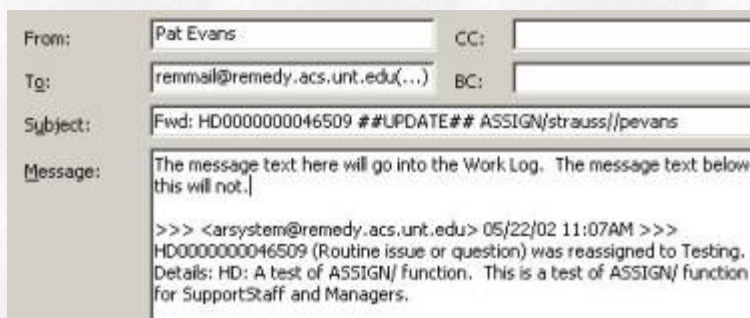 From: Pat Evans CC:
To: remmail@remedy.acs.unt.edu(...) BC:
Subject: Fwd: HD0000000046509 ##UPDATE## ASSIGN/strauss//pevans
Message: The message text here will go into the Work Log. The message text below
this will not.
>>> <arsystem@remedy.acs.unt.edu> 05/22/02 11:07AM >>>
HD0000000046509 (Routine issue or question) was reassigned to Testing.
Details: HD: A test of ASSIGN/ function. This is a test of ASSIGN/ function
for SupportStaff and Managers.